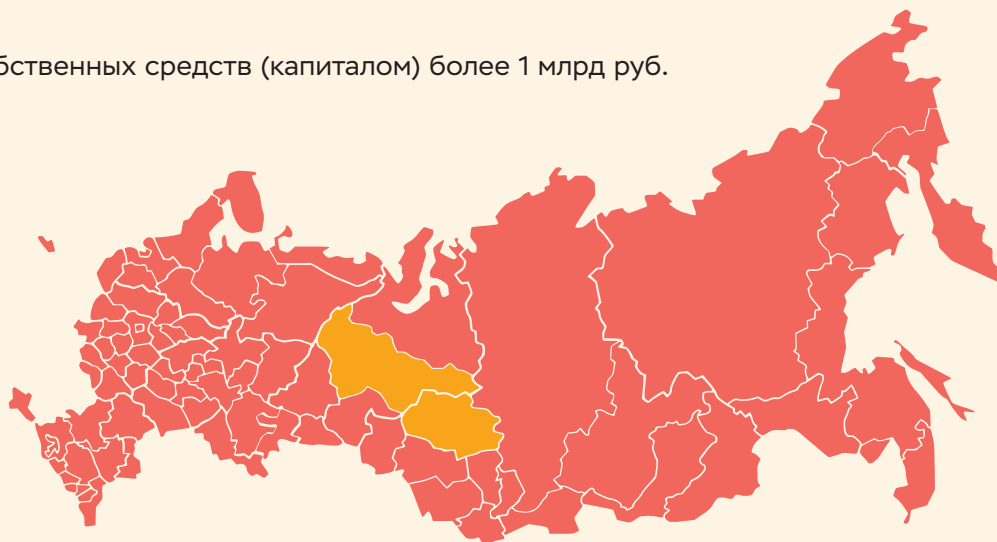 бственных средств (капиталом) более 1 млрд руб.